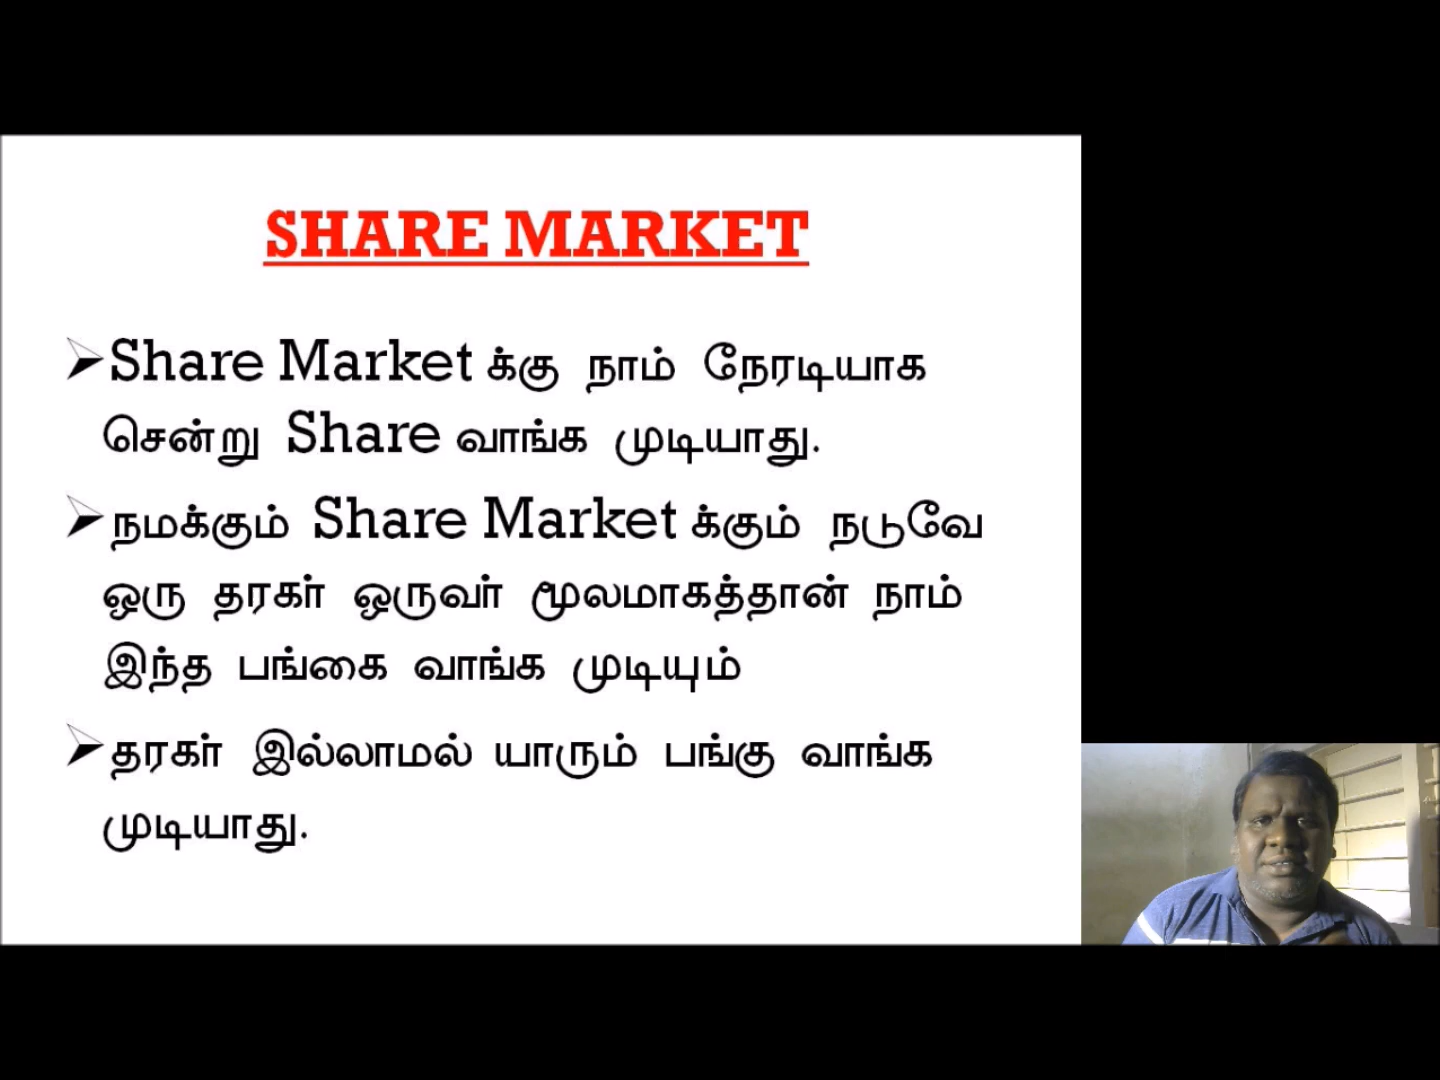 SHARE MARKET
➢Share Market க்கு நாம் நேரடியாக
சென்று Share வாங்க முடியாது.
➢நமக்கும் Share Market க்கும் நடுவே
ஒரு தரகர் ஒருவர் மூலமாகத்தான் நாம்
இந்த பங்கை வாங்க முடியும்
➢தரகர் இல்லாமல் யாரும் பங்கு வாங்க
முடியாது.